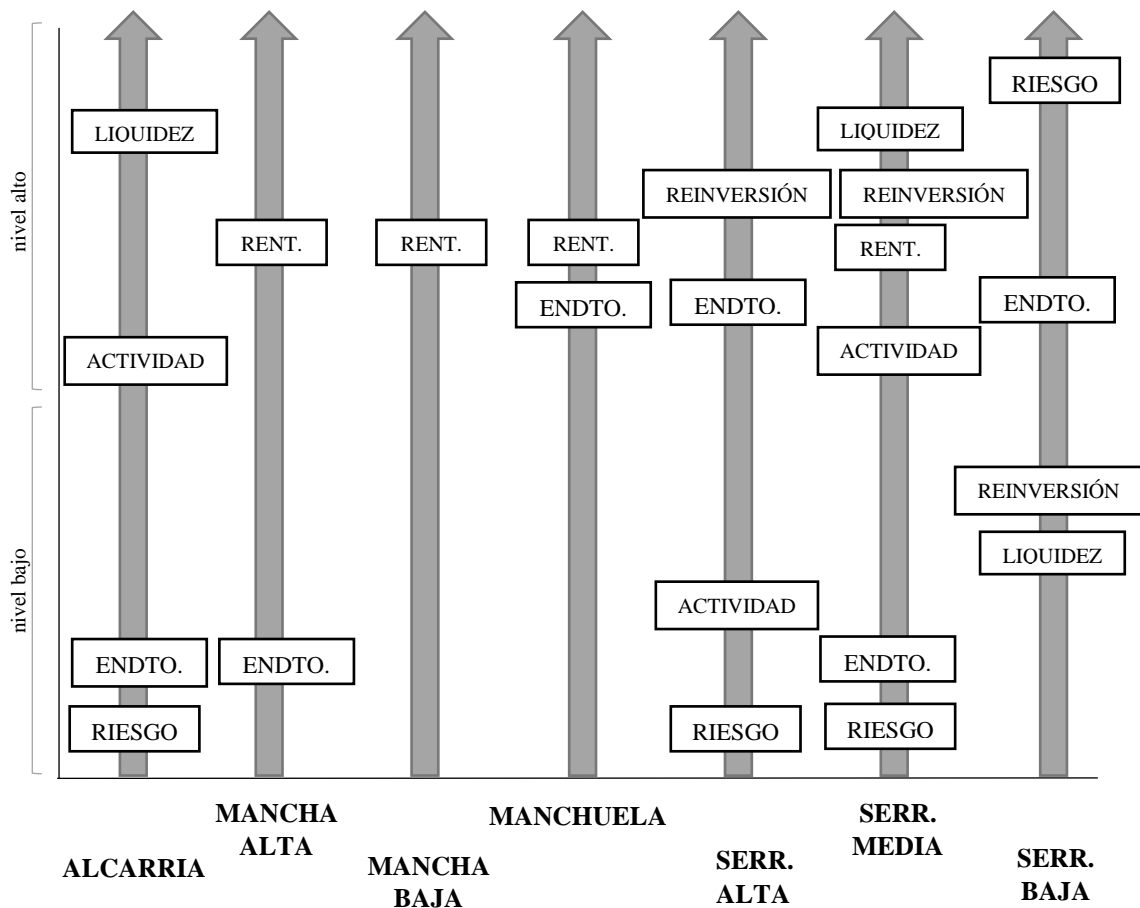 nivel alto
nivel bajo
LIQUIDEZ
ACTIVIDAD
ENDTO.
RIESGO
RENT.
ENDTO.
RENT.
RENT.
ENDTO.
REINVERSIÓN
ENDTO.
ACTIVIDAD
RIESGO
LIQUIDEZ
REINVERSIÓN
RENT.
ACTIVIDAD
ENDTO.
RIESGO
RIESGO
ENDTO.
REINVERSIÓN
LIQUIDEZ
ALCARRIA
MANCHA
ALTA
MANCHA
BAJA
MANCHUELA
SERR.
ALTA
SERR.
MEDIA
SERR.
BAJA